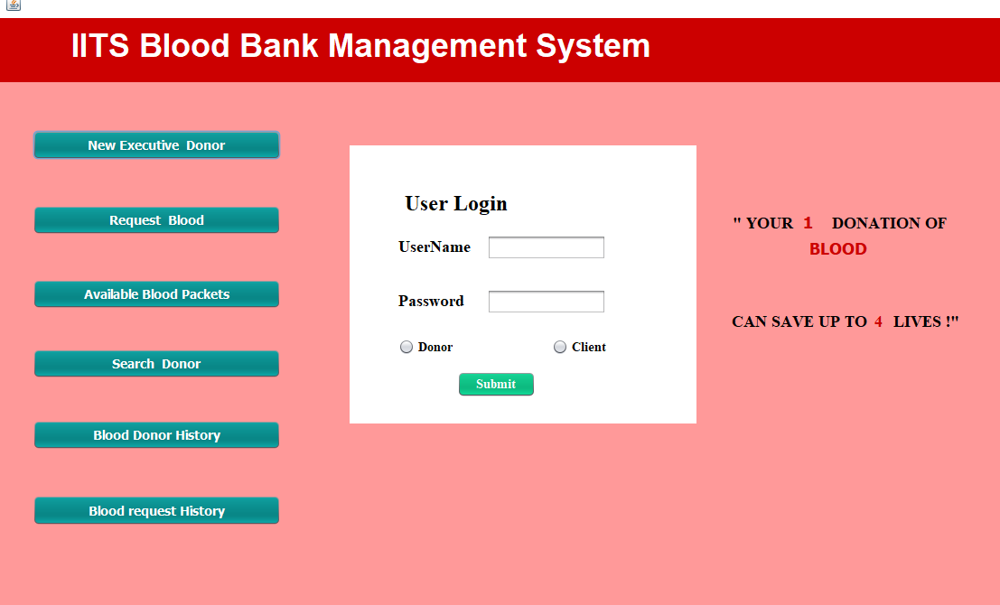 IITS Blood Bank Management System
New Executive  Donor
Request  Blood
Available Blood Packets
Search  Donor
Blood Donor History
Blood request History
User Login
UserName
Password
Donor
Client
Submit
" YOUR 1 DONATION OF
BLOOD
CAN SAVE UP TO 4 LIVES !"